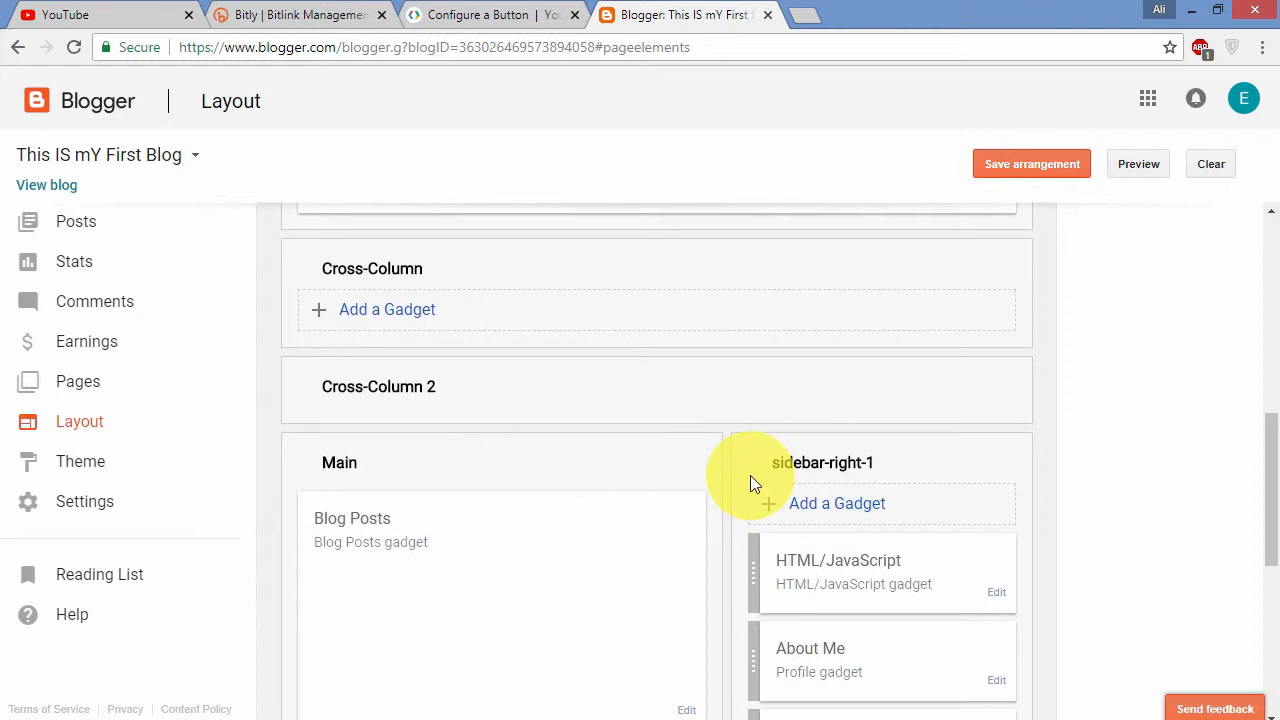 YouTube
Bitly | Bitlink Management
Configure a Button | Yo
Blogger: This IS mY First
Ali
Secure
https://www.blogger.com/blogger.g?blogID=363026469573894058#pageelements
ABP
1
Blogger
Layout
E
This IS mY First Blog
Save arrangement
Preview
Clear
View blog
Posts
Stats
Comments
Earnings
Pages
Layout
Theme
Settings
Reading List
Help
Terms of Service
Privacy
Content Policy
Cross-Column
Add a Gadget
Cross-Column 2
Main
Blog Posts
Blog Posts gadget
Edit
sidebar-right-1
Add a Gadget
HTML/JavaScript
HTML/JavaScript gadget
Edit
About Me
Profile gadget
Edit
Send feedback